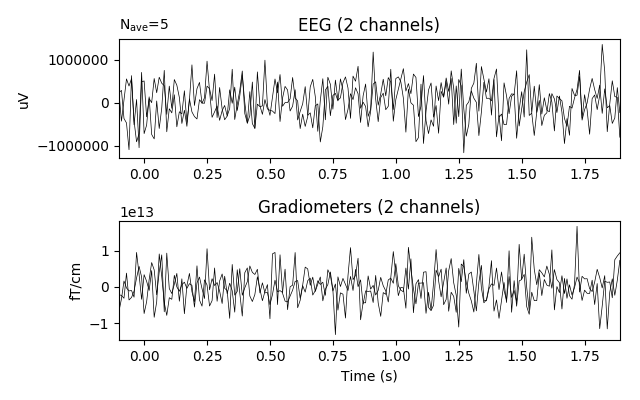 N_ave=5
EEG (2 channels)
1000000
0
−1000000
uV
0.00 0.25 0.50 0.75 1.00 1.25 1.50 1.75
1e13
Gradiometers (2 channels)
1
0
−1
fT/cm
0.00 0.25 0.50 0.75 1.00 1.25 1.50 1.75
Time (s)